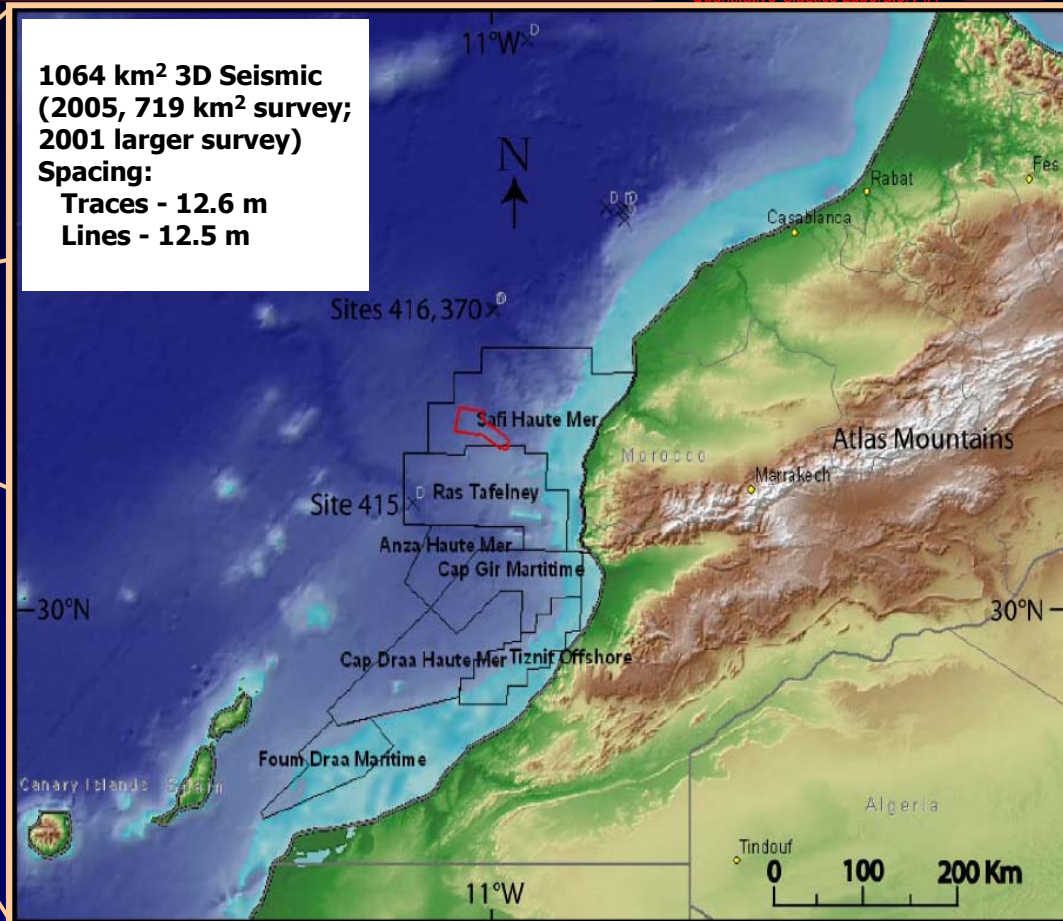 1064 km² 3D Seismic
(2005, 719 km² survey;
2001 larger survey)
Spacing:
Traces - 12.6 m
Lines - 12.5 m
11°W
D
N
D D
D
Fes
Rabat
Casablanca
Sites 416, 370
D
Safi Haute Mer
Atlas Mountains
Morocco
Marrakech
Ras Tafelney
Site 415
D
Anza Haute Mer
Cap Gir Martitime
30°N
30°N
Cap Draa Haute Mer
Tiznit Offshore
Foum Draa Maritime
Canary Islands Spain
Algeria
Tindouf
0 100 200 Km
11°W